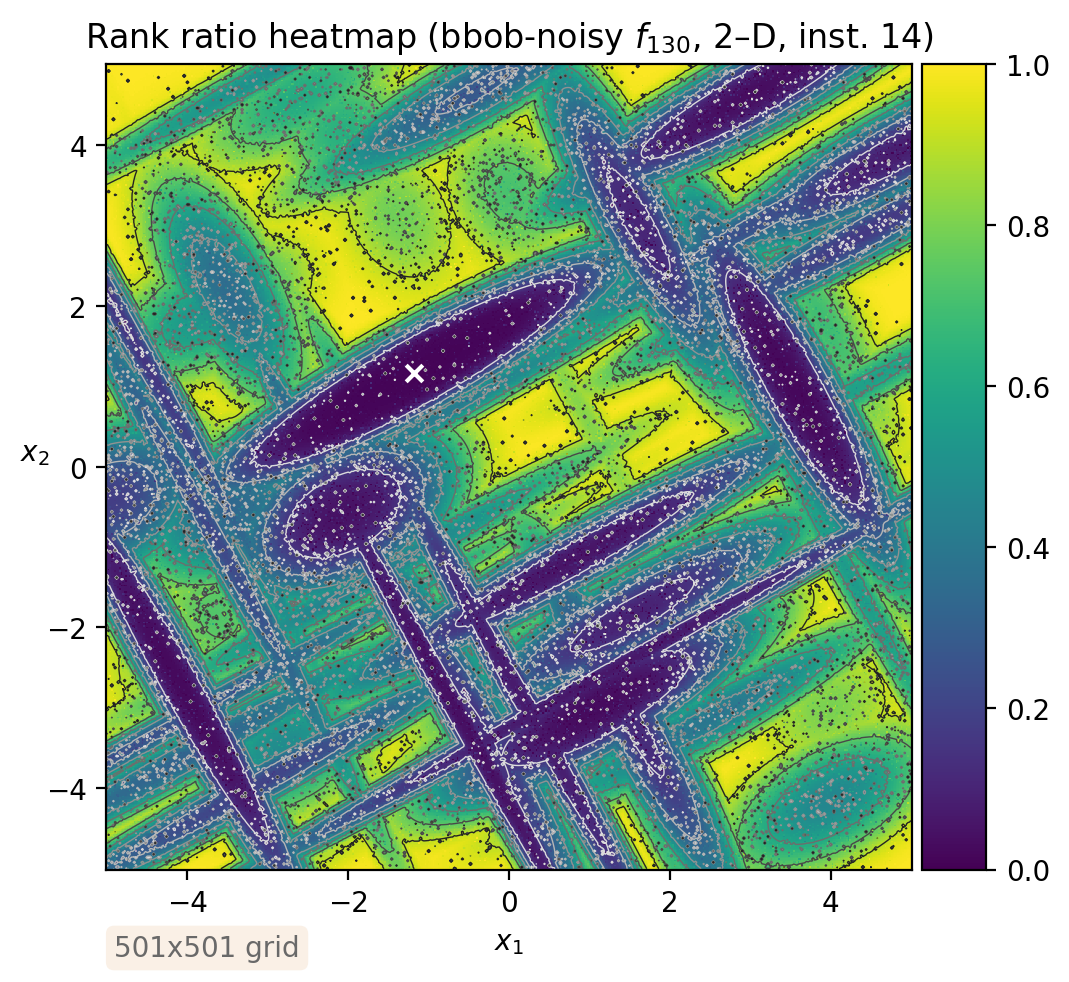 Rank ratio heatmap (bbob-noisy f₁₃₀, 2–D, inst. 14)
1.0
0.8
0.6
0.4
0.2
0.0
4
2
0
−2
−4
x₂
−4 −2 0 2 4
x₁
501x501 grid